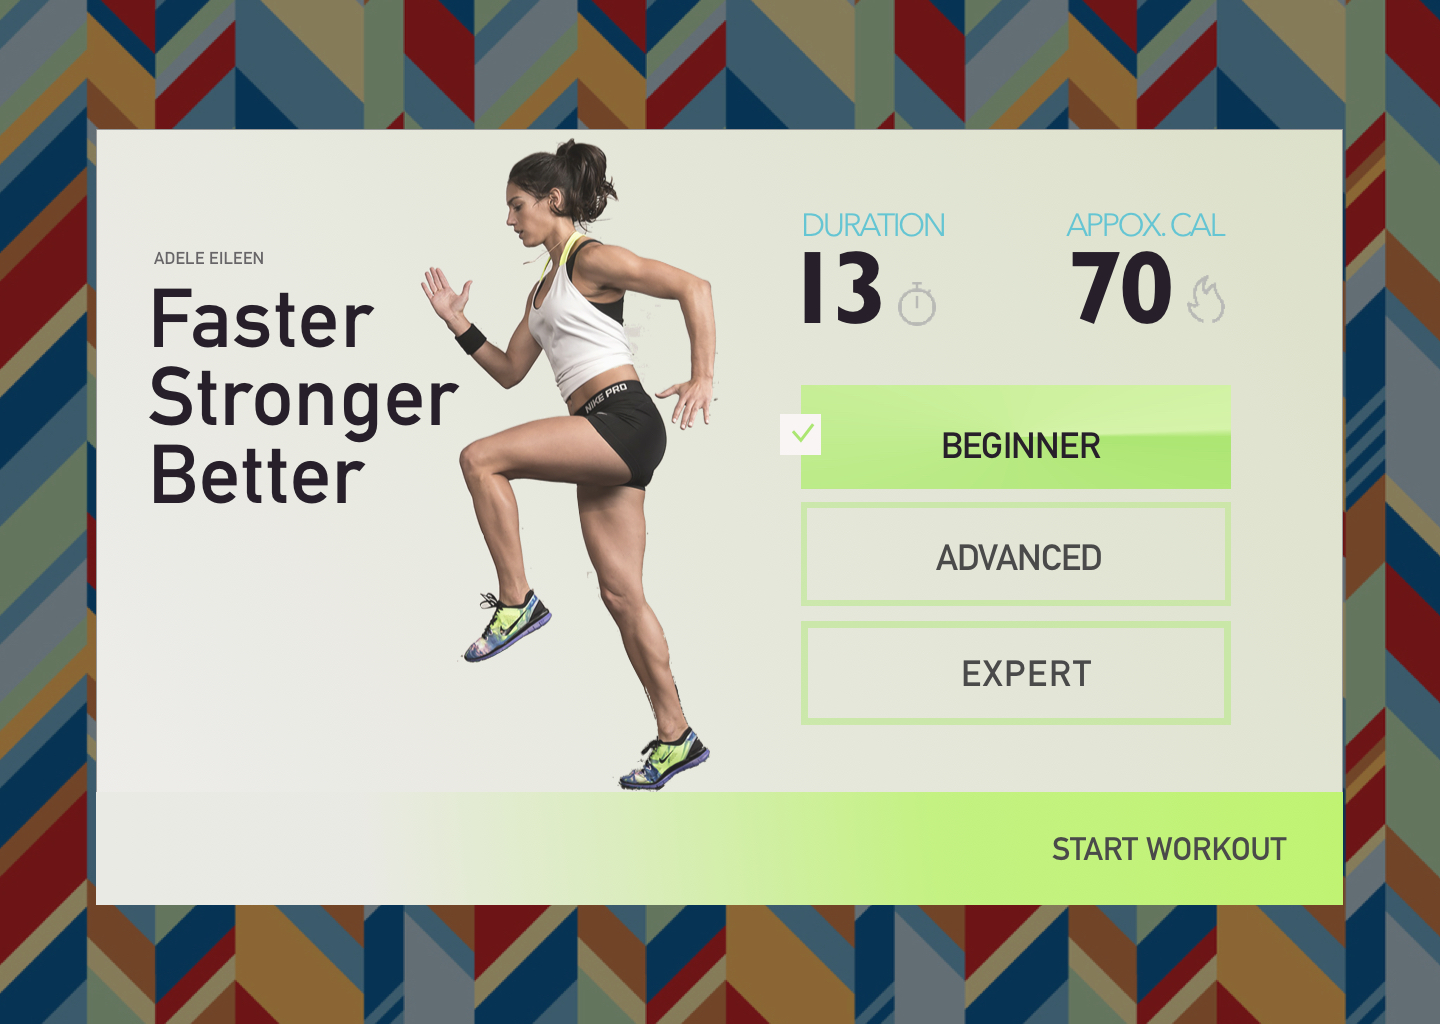 ADELE EILEEN
Faster
Stronger
Better
NIKE PRO
DURATION
13
APPOX. CAL
70
BEGINNER
ADVANCED
EXPERT
START WORKOUT